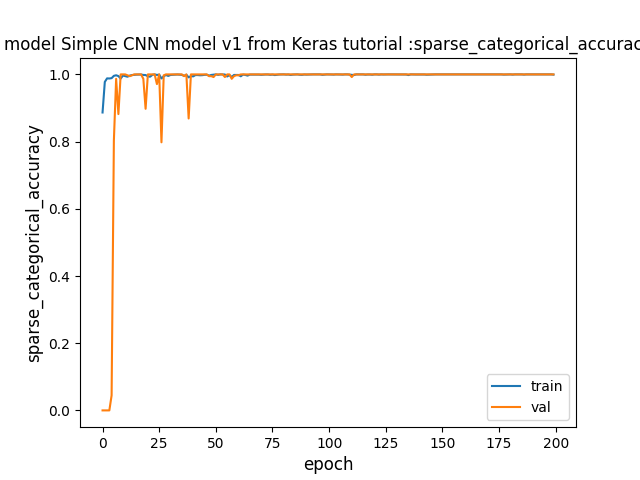 model Simple CNN model v1 from Keras tutorial :sparse_categorical_accurac
sparse_categorical_accuracy
1.0
0.8
0.6
0.4
0.2
0.0
train
val
0 25 50 75 100 125 150 175 200
epoch